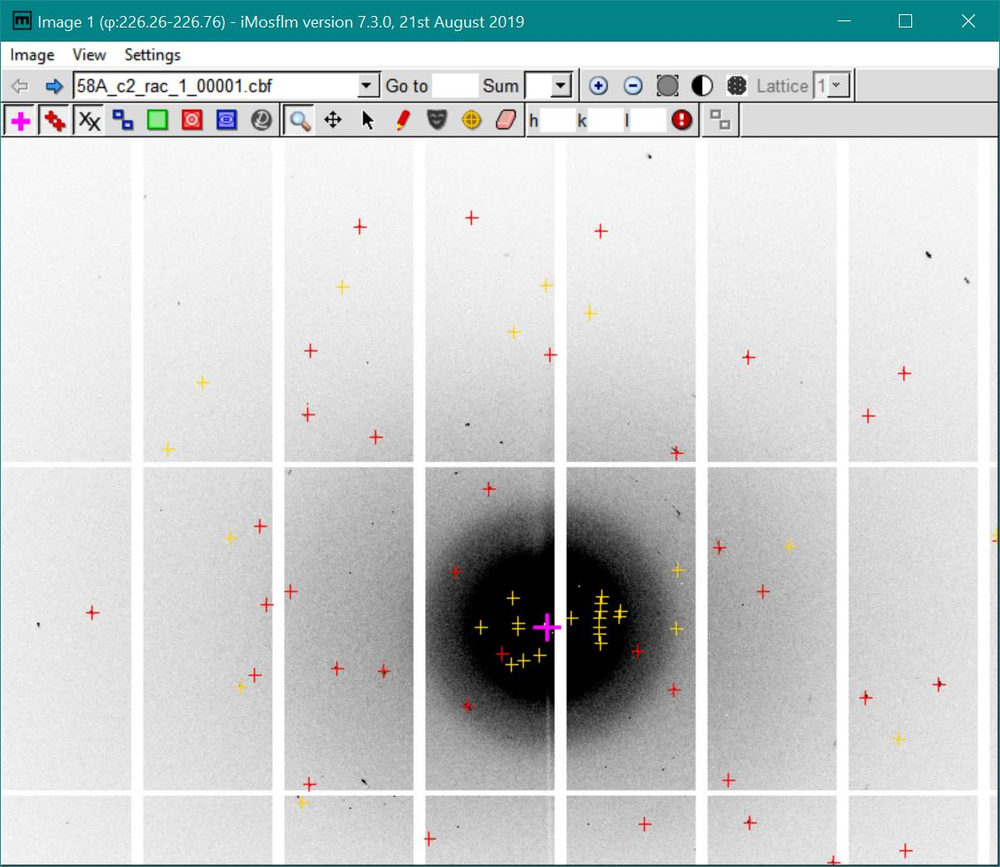 Image 1 (φ:226.26-226.76) - iMosflm version 7.3.0, 21st August 2019
Image View Settings
58A_c2_rac_1_00001.cbf Go to Sum Lattice 1
h k l